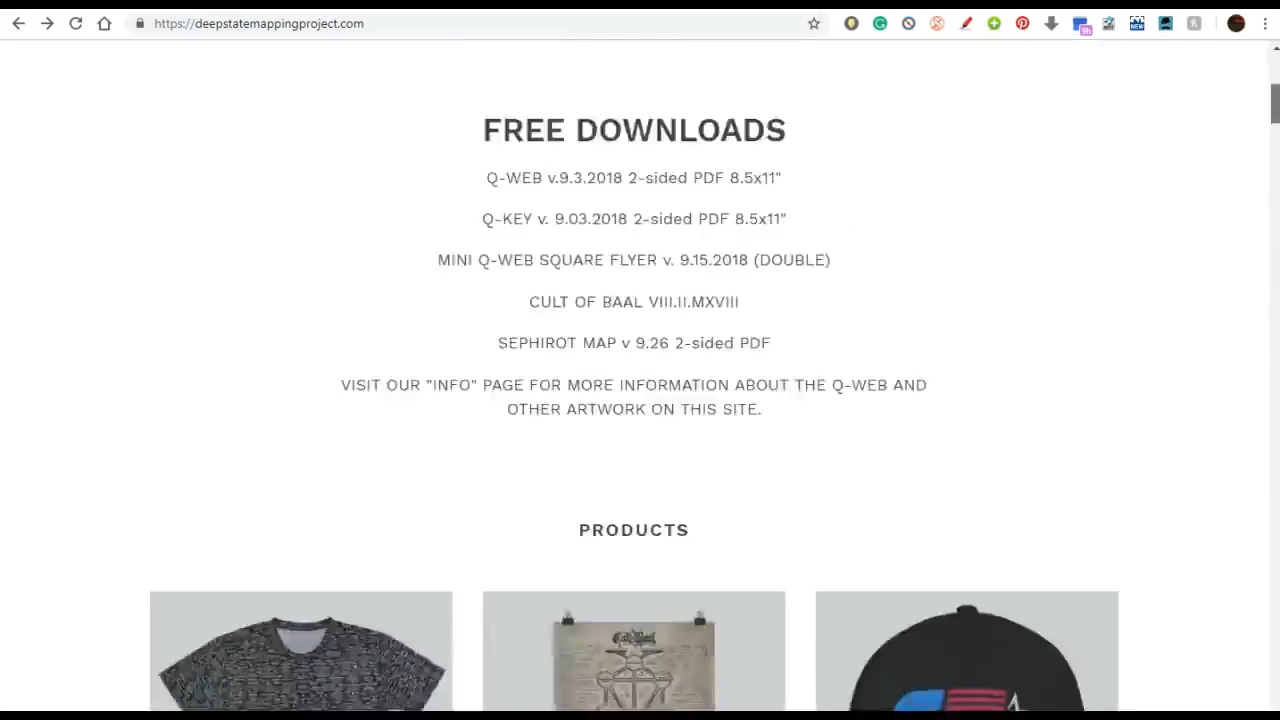 https://deepstatemappingproject.com
9h
NEW
FREE DOWNLOADS
Q-WEB v.9.3.2018 2-sided PDF 8.5x11"
Q-KEY v. 9.03.2018 2-sided PDF 8.5x11"
MINI Q-WEB SQUARE FLYER v. 9.15.2018 (DOUBLE)
CULT OF BAAL VIII.II.MXVIII
SEPHIROT MAP v 9.26 2-sided PDF
VISIT OUR "INFO" PAGE FOR MORE INFORMATION ABOUT THE Q-WEB AND
OTHER ARTWORK ON THIS SITE.
PRODUCTS